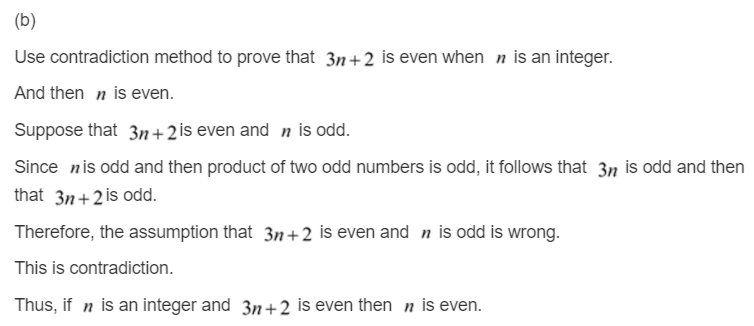 (b)
Use contradiction method to prove that 3n+2 is even when n is an integer.
And then n is even.
Suppose that 3n+2 is even and n is odd.
Since n is odd and then product of two odd numbers is odd, it follows that 3n is odd and then
that 3n+2 is odd.
Therefore, the assumption that 3n+2 is even and n is odd is wrong.
This is contradiction.
Thus, if n is an integer and 3n+2 is even then n is even.